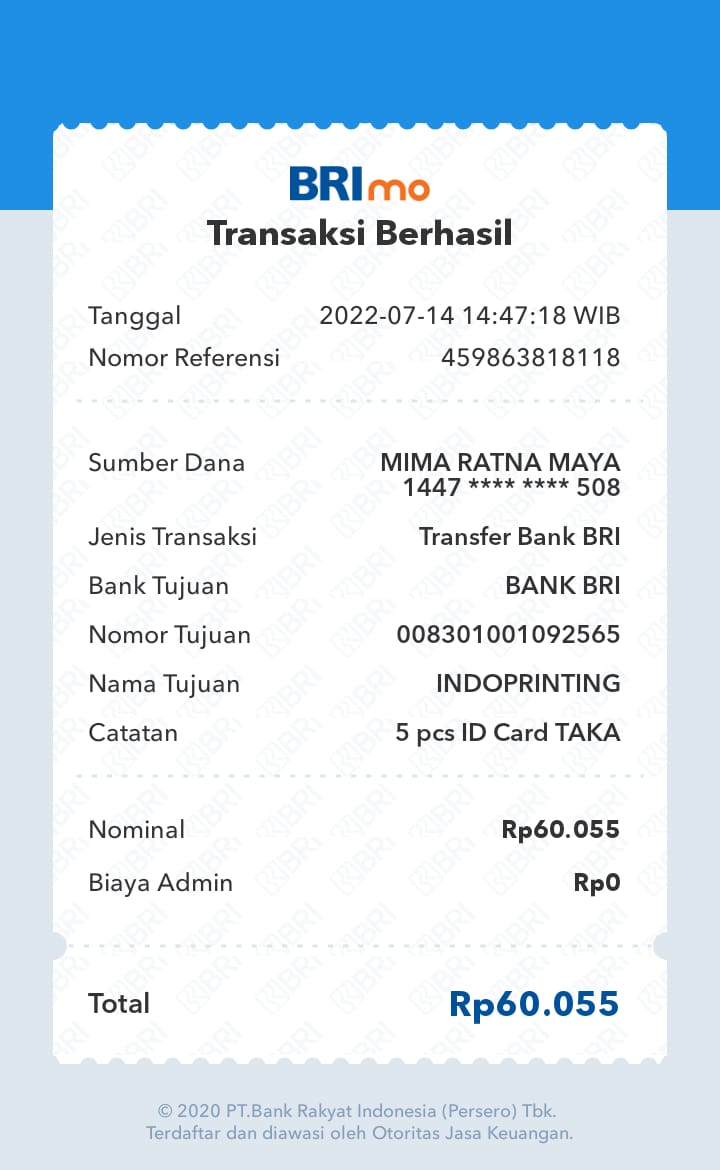 BRImo
Transaksi Berhasil
Tanggal 2022-07-14 14:47:18 WIB
Nomor Referensi 459863818118
Sumber Dana MIMA RATNA MAYA
1447 **** **** 508
Jenis Transaksi Transfer Bank BRI
Bank Tujuan BANK BRI
Nomor Tujuan 008301001092565
Nama Tujuan INDOPRINTING
Catatan 5 pcs ID Card TAKA
Nominal Rp60.055
Biaya Admin Rp0
Total Rp60.055
© 2020 PT.Bank Rakyat Indonesia (Persero) Tbk.
Terdaftar dan diawasi oleh Otoritas Jasa Keuangan.